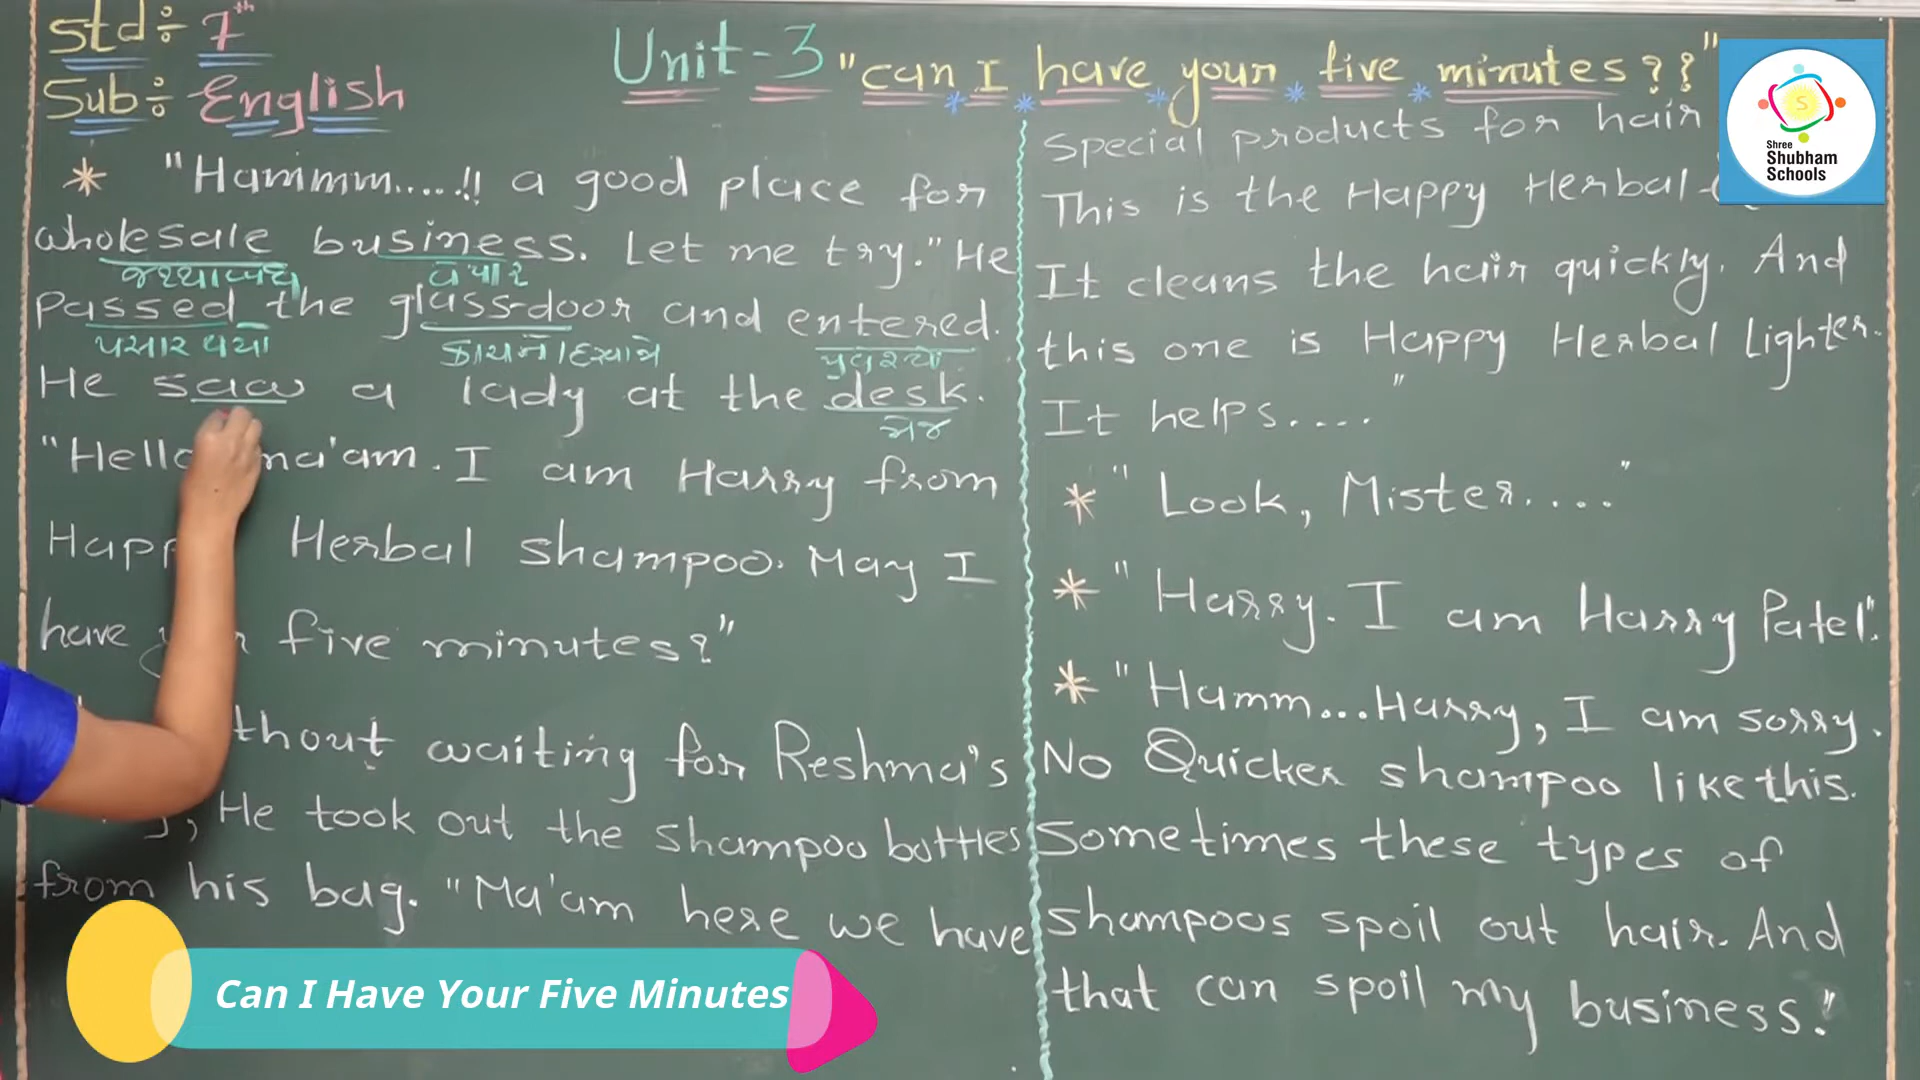 Std÷ 7th
Sub÷ English
Unit-3 "can I have your five minutes??"
* "Hammm.....!! a good place for
wholesale business. Let me try." He
જથ્થાબંધ વેપાર
passed the glass-door and entered.
પસાર થયો કાચના દરવાજે પ્રવેશ્યો
He saw a lady at the desk.
મેજ
"Hello ma'am. I am Harry from
Happy Herbal shampoo. May I
have five minutes?"
waiting for Reshma's
He took out the shampoo bottles
from his bag. "Ma'am here we have
Special products for hair
This is the Happy Herbal
It cleans the hair quickly. And
this one is Happy Herbal Lighter.
It helps...."
* "Look, Mister...."
* "Harry. I am Harry Patel".
* "Hamm...Harry, I am sorry.
No Quicker shampoo like this.
Sometimes these types of
shampoos spoil out hair. And
that can spoil my business."
Shree
Shubham
Schools
S
Can I Have Your Five Minutes